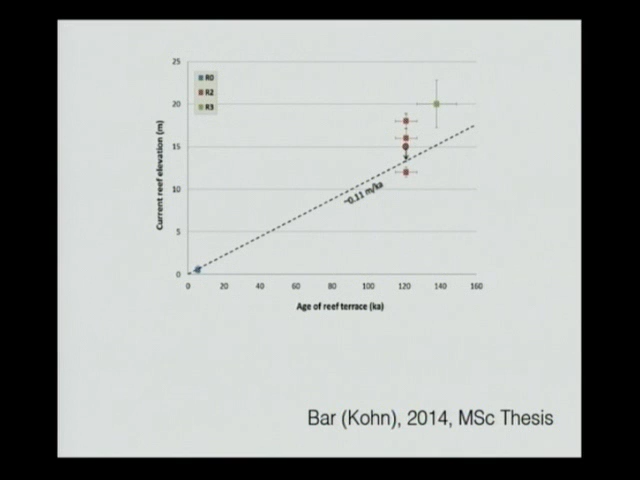 25
20
15
10
5
0
R0
R2
R3
Current reef elevation (m)
~0.11 m/ka
0 20 40 60 80 100 120 140 160
Age of reef terrace (ka)
Bar (Kohn), 2014, MSc Thesis